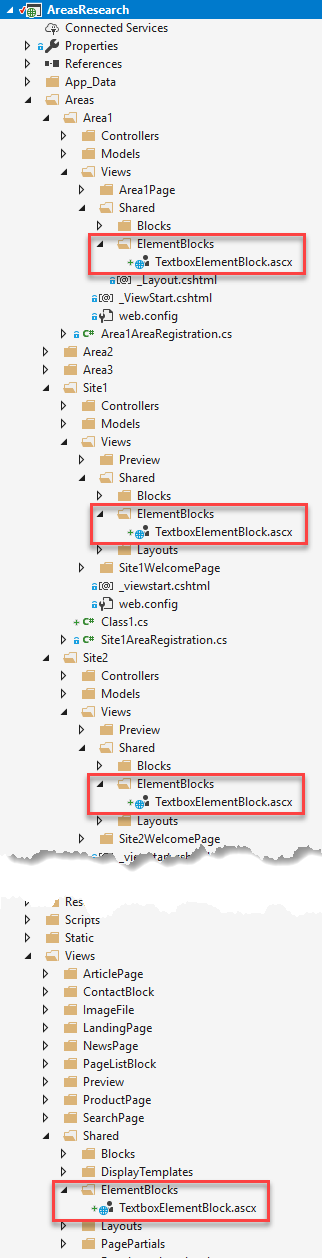 AreasResearch
Connected Services
Properties
References
App_Data
Areas
Area1
Controllers
Models
Views
Area1Page
Shared
Blocks
ElementBlocks
TextboxElementBlock.ascx
_Layout.cshtml
_ViewStart.cshtml
web.config
C# Area1AreaRegistration.cs
Area2
Area3
Site1
Controllers
Models
Views
Preview
Shared
Blocks
ElementBlocks
TextboxElementBlock.ascx
Layouts
Site1WelcomePage
_viewstart.cshtml
web.config
C# Class1.cs
C# Site1AreaRegistration.cs
Site2
Controllers
Models
Views
Preview
Shared
Blocks
ElementBlocks
TextboxElementBlock.ascx
Layouts
Site2WelcomePage
_viewStart.cshtml
Res
Scripts
Static
Views
ArticlePage
ContactBlock
ImageFile
LandingPage
NewsPage
PageListBlock
Preview
ProductPage
SearchPage
Shared
Blocks
DisplayTemplates
ElementBlocks
TextboxElementBlock.ascx
Layouts
PagePartials